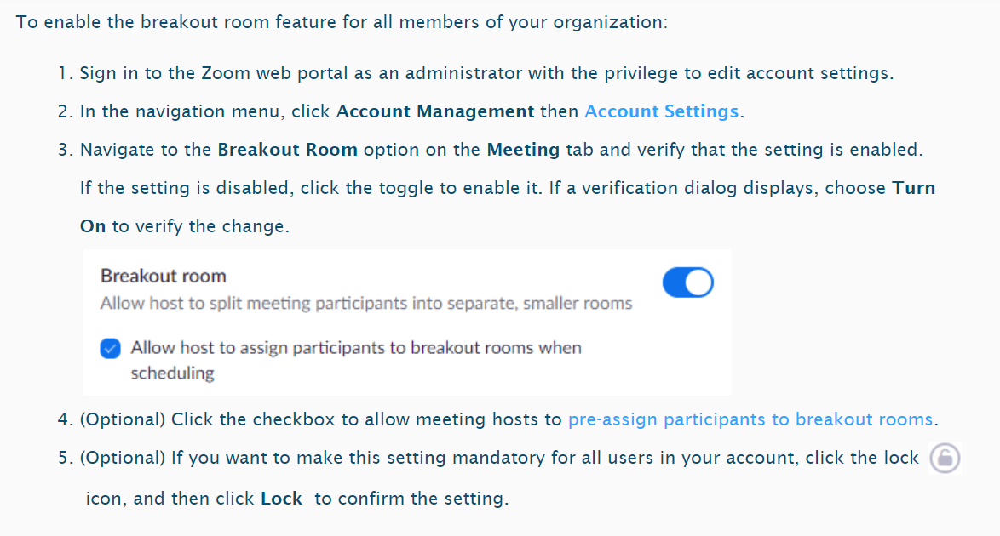 To enable the breakout room feature for all members of your organization:
1. Sign in to the Zoom web portal as an administrator with the privilege to edit account settings.
2. In the navigation menu, click Account Management then Account Settings.
3. Navigate to the Breakout Room option on the Meeting tab and verify that the setting is enabled.
If the setting is disabled, click the toggle to enable it. If a verification dialog displays, choose Turn
On to verify the change.
Breakout room
Allow host to split meeting participants into separate, smaller rooms
Allow host to assign participants to breakout rooms when
scheduling
4. (Optional) Click the checkbox to allow meeting hosts to pre-assign participants to breakout rooms.
5. (Optional) If you want to make this setting mandatory for all users in your account, click the lock
icon, and then click Lock to confirm the setting.